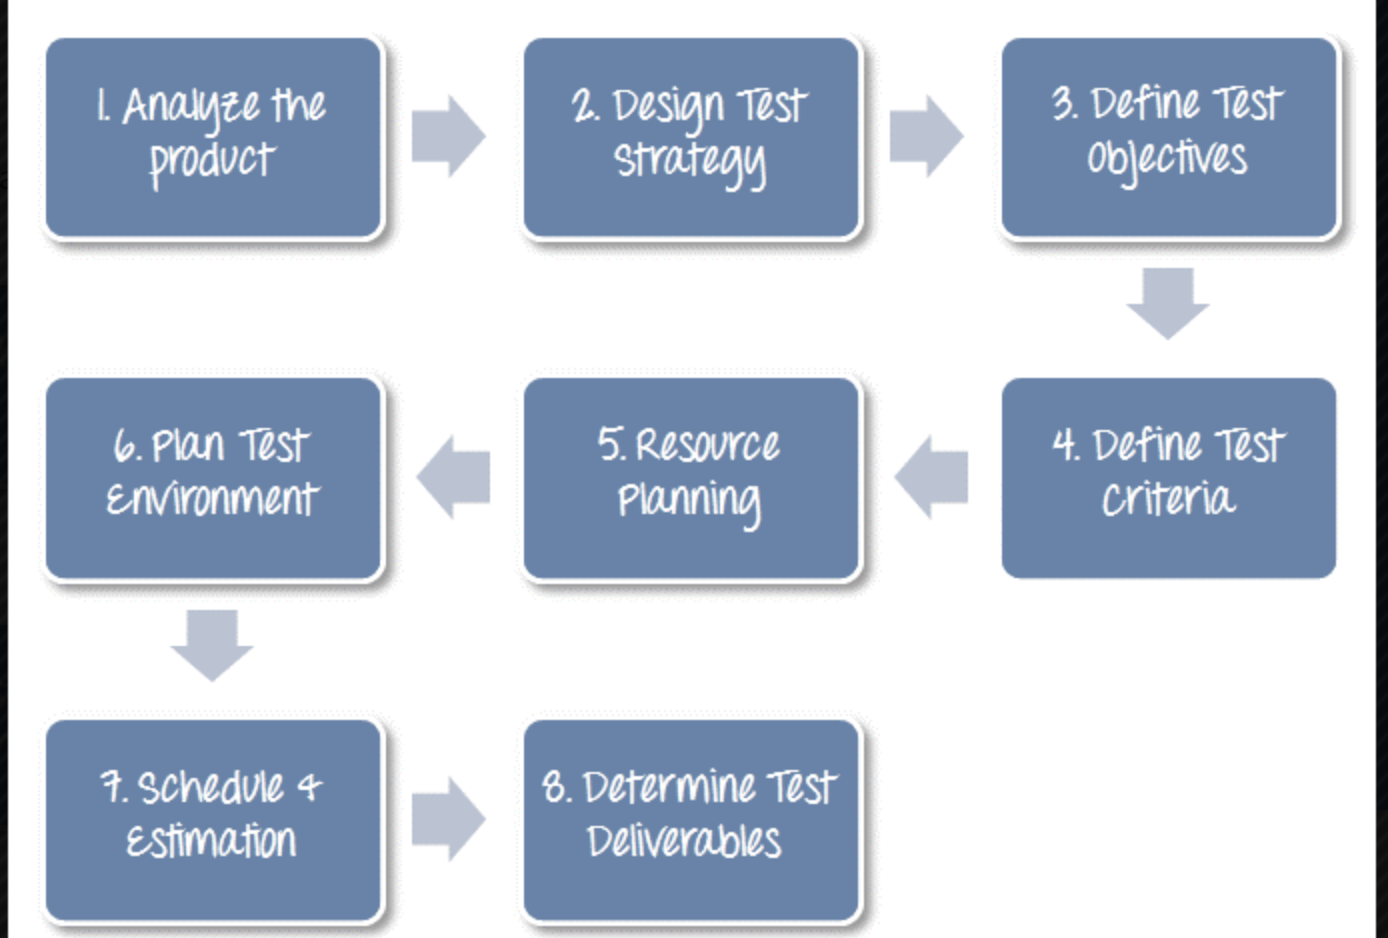 1. Analyze the
product
2. Design Test
Strategy
3. Define Test
Objectives
4. Define Test
Criteria
5. Resource
Planning
6. Plan Test
Environment
7. Schedule &
Estimation
8. Determine Test
Deliverables